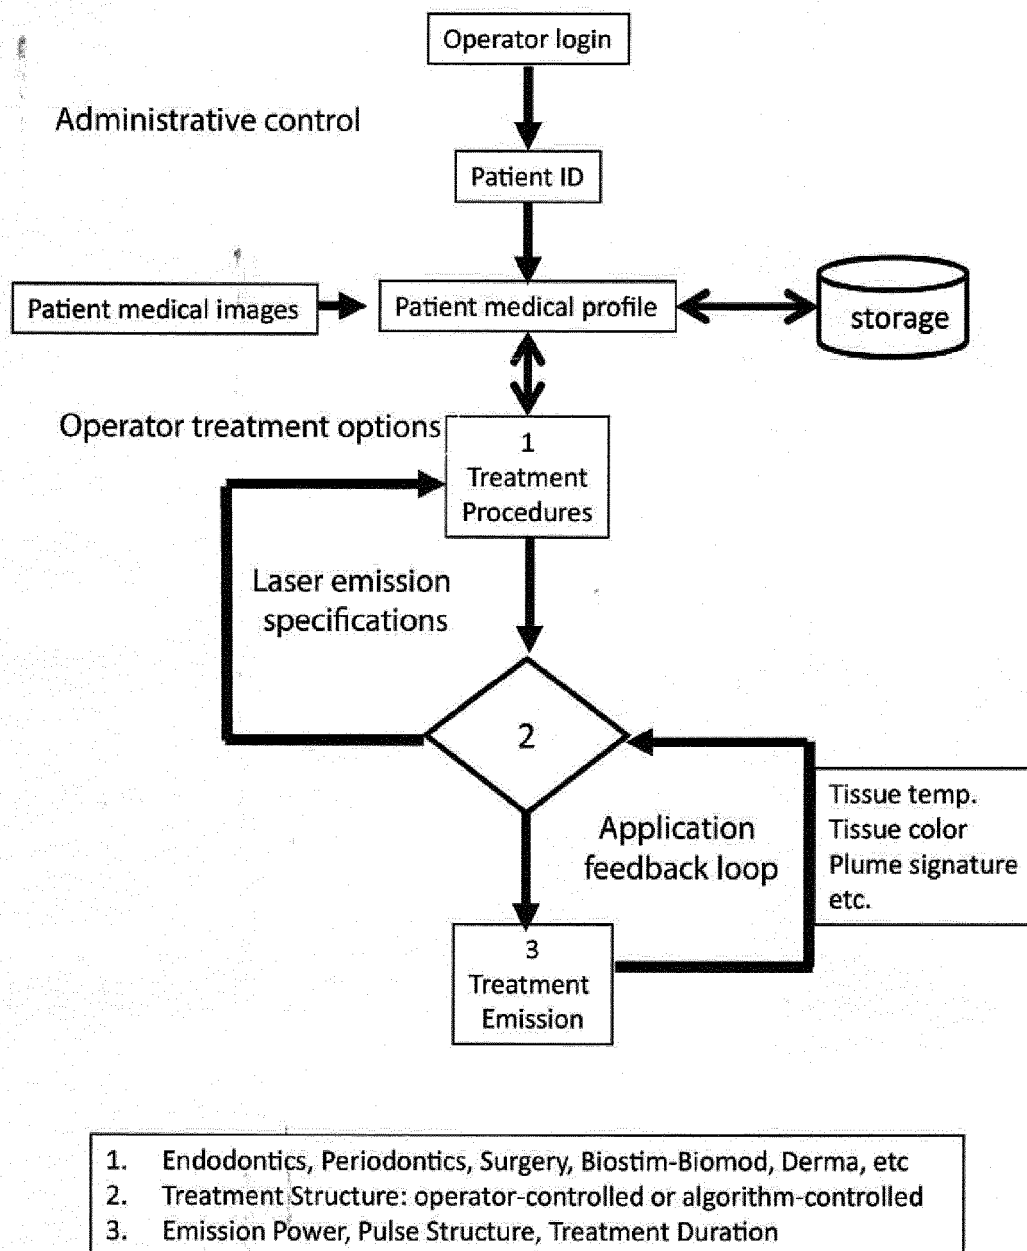 Operator login
Administrative control
Patient ID
Patient medical images
Patient medical profile
storage
Operator treatment options
1
Treatment
Procedures
Laser emission
specifications
2
Application
feedback loop
Tissue temp.
Tissue color
Plume signature
etc.
3
Treatment
Emission
1. Endodontics, Periodontics, Surgery, Biostim-Biomod, Derma, etc
2. Treatment Structure: operator-controlled or algorithm-controlled
3. Emission Power, Pulse Structure, Treatment Duration